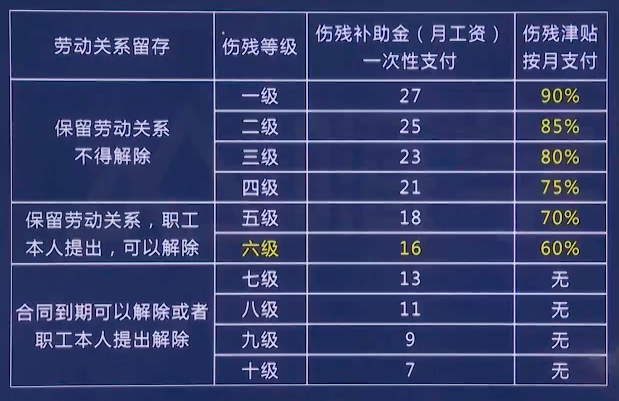 劳动关系留存 伤残等级 伤残补助金（月工资） 伤残津贴
一次性支付 按月支付
保留劳动关系
不得解除
一级 27 90%
二级 25 85%
三级 23 80%
四级 21 75%
保留劳动关系，职工
本人提出，可以解除
五级 18 70%
六级 16 60%
合同到期可以解除或者
职工本人提出解除
七级 13 无
八级 11 无
九级 9 无
十级 7 无